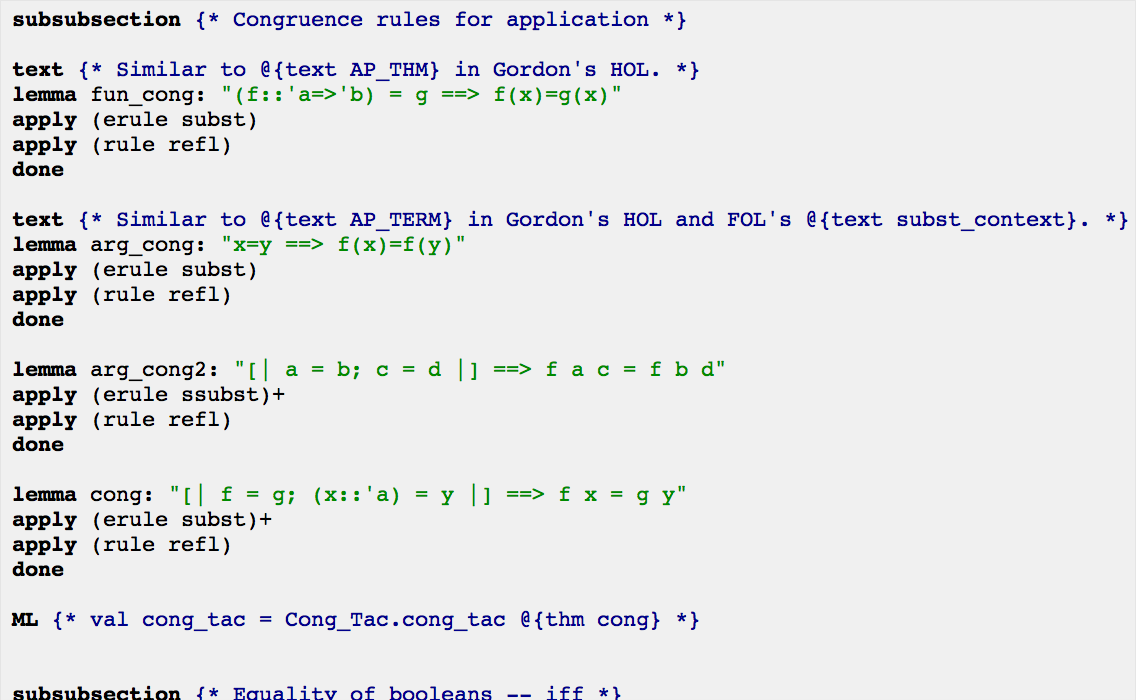 subsubsection {* Congruence rules for application *}
text {* Similar to @{text AP_THM} in Gordon's HOL. *}
lemma fun_cong: "(f::'a=>'b) = g ==> f(x)=g(x)"
apply (erule subst)
apply (rule refl)
done
text {* Similar to @{text AP_TERM} in Gordon's HOL and FOL's @{text subst_context}. *}
lemma arg_cong: "x=y ==> f(x)=f(y)"
apply (erule subst)
apply (rule refl)
done
lemma arg_cong2: "[| a = b; c = d |] ==> f a c = f b d"
apply (erule ssubst)+
apply (rule refl)
done
lemma cong: "[| f = g; (x::'a) = y |] ==> f x = g y"
apply (erule subst)+
apply (rule refl)
done
ML {* val cong_tac = Cong_Tac.cong_tac @{thm cong} *}
subsubsection {* Equality of booleans -- iff *}